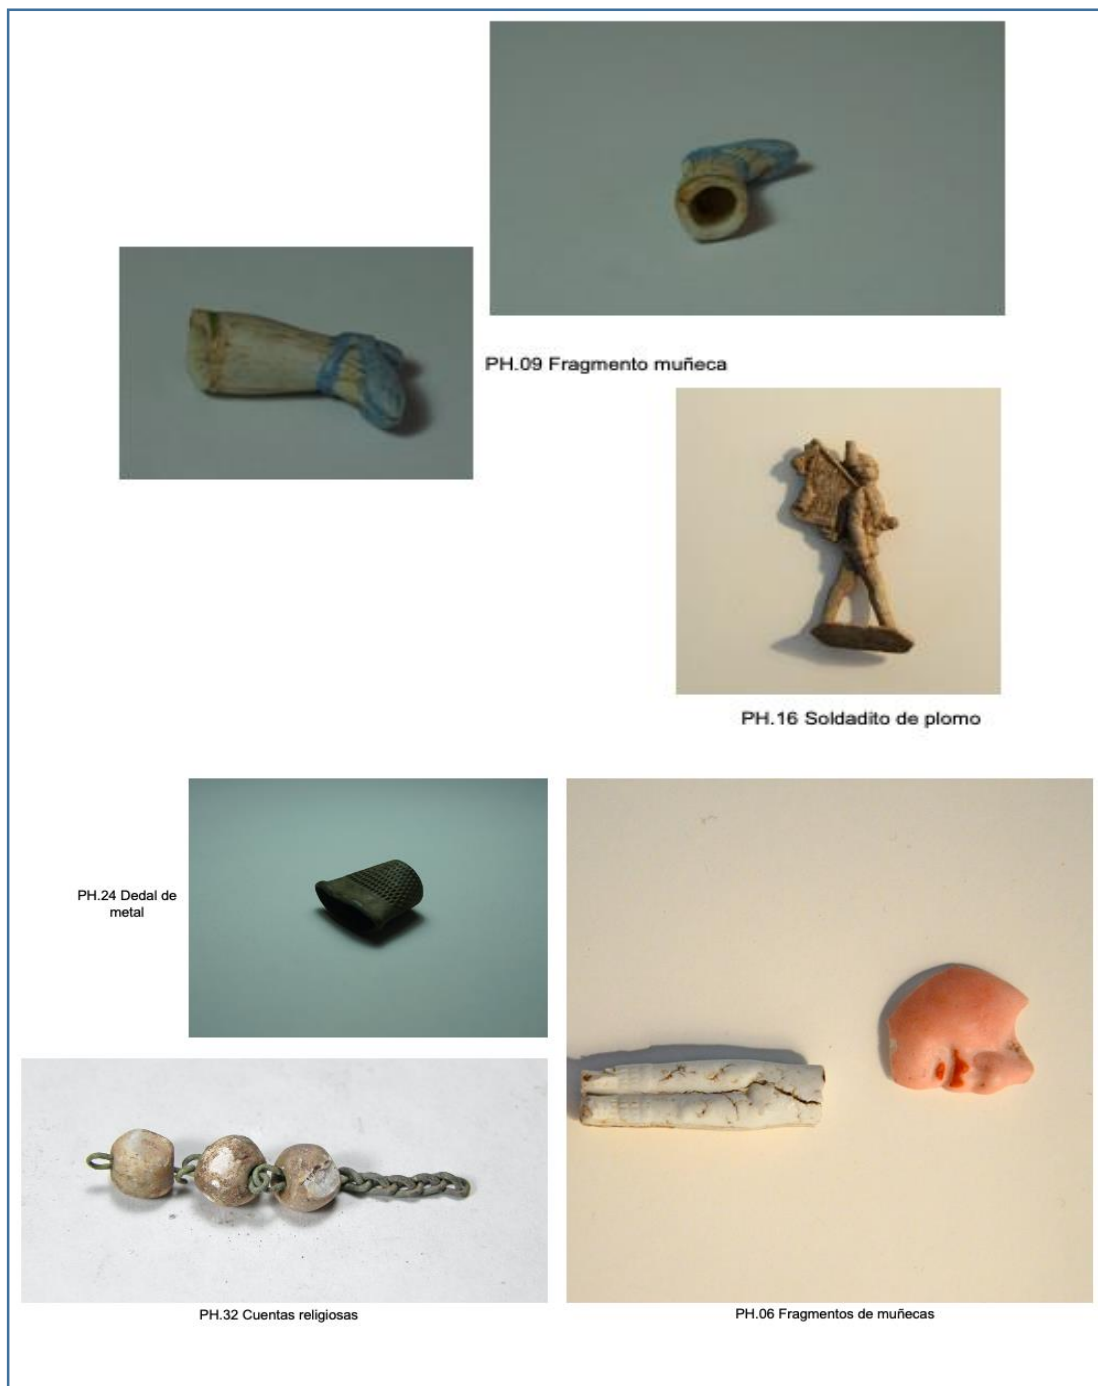 PH.09 Fragmento muñeca
PH.16 Soldadito de plomo
PH.24 Dedal de
metal
PH.32 Cuentas religiosas
PH.06 Fragmentos de muñecas